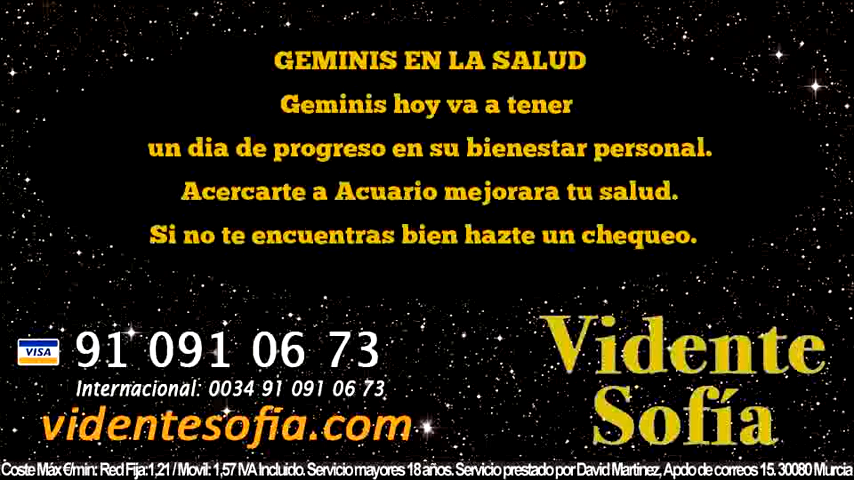 GEMINIS EN LA SALUD
Geminis hoy va a tener
un dia de progreso en su bienestar personal.
Acercarte a Acuario mejorara tu salud.
Si no te encuentras bien hazte un chequeo.
VISA 91 091 06 73
Internacional: 0034 91 091 06 73
videntesofia.com
Vidente
Sofía
Coste Máx €/min: Red Fija:1,21 / Movil: 1,57 IVA Incluido. Servicio mayores 18 años. Servicio prestado por David Martinez, Apdo de correos 15. 30080 Murcia